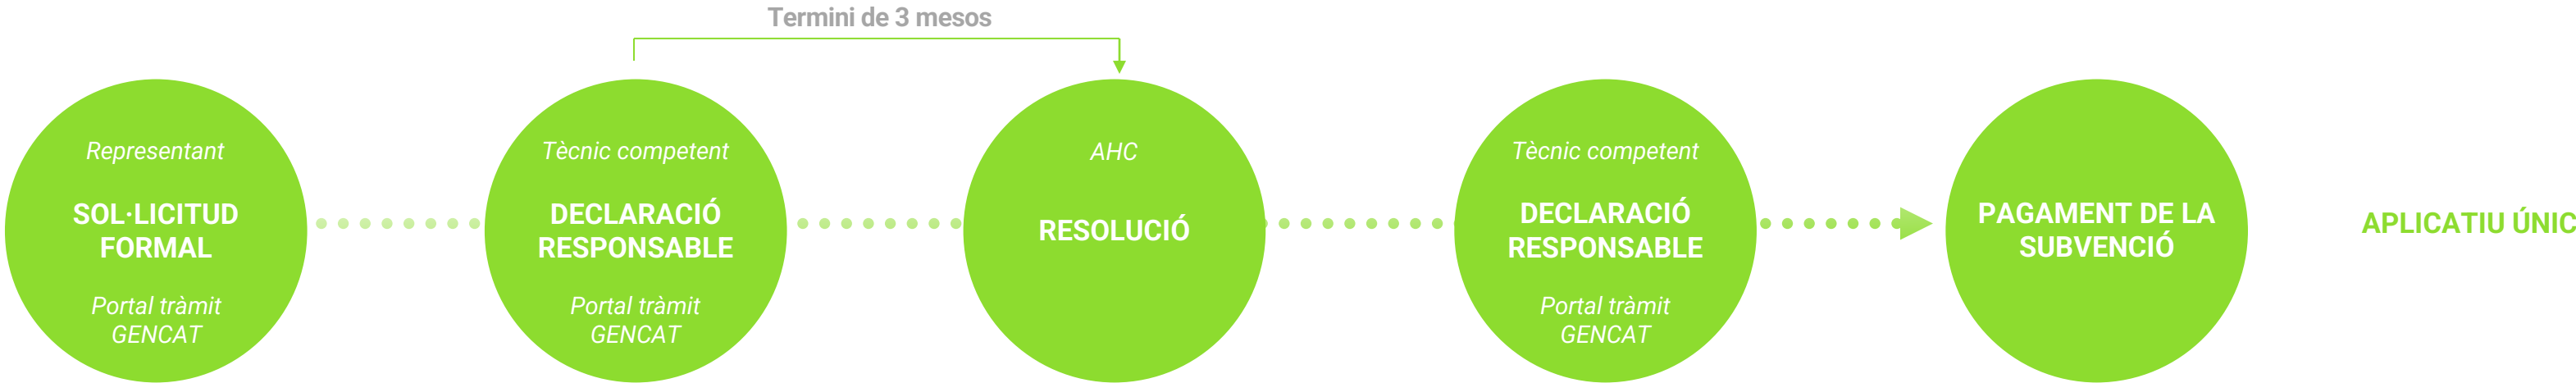 Termini de 3 mesos
Representant
SOL·LICITUD
FORMAL
Portal tràmit
GENCAT
Tècnic competent
DECLARACIÓ
RESPONSABLE
Portal tràmit
GENCAT
AHC
RESOLUCIÓ
Tècnic competent
DECLARACIÓ
RESPONSABLE
Portal tràmit
GENCAT
PAGAMENT DE LA
SUBVENCIÓ
APLICATIU ÚNIC